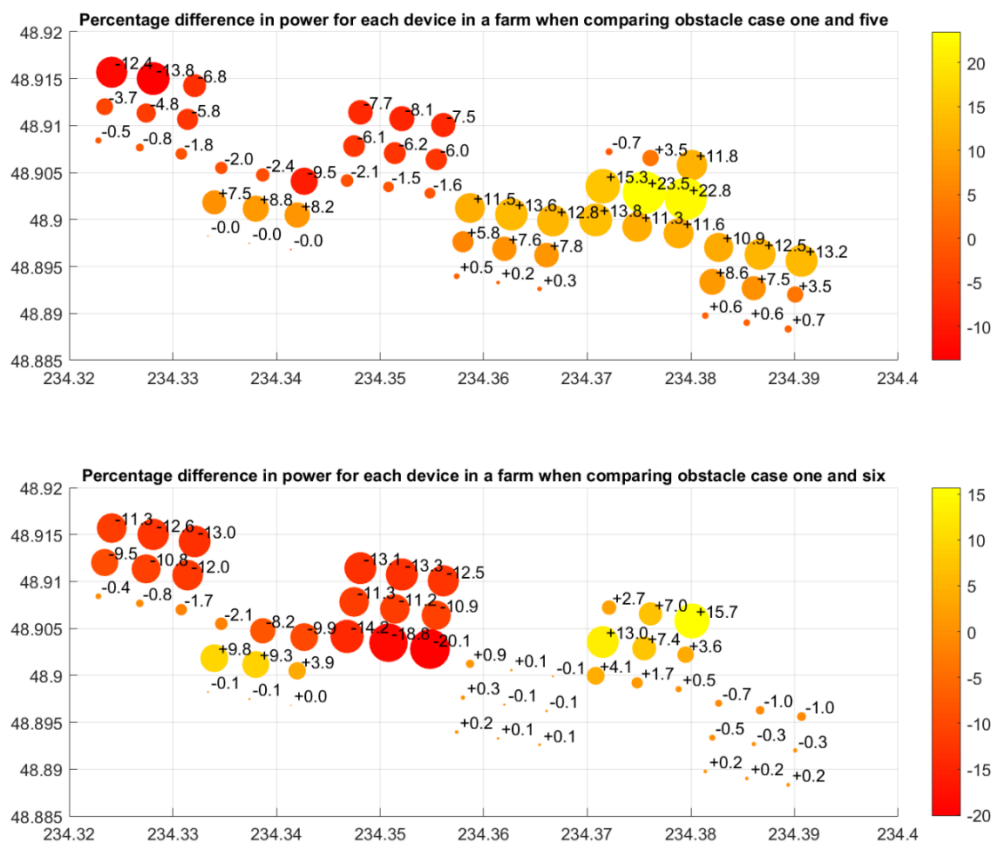 Percentage difference in power for each device in a farm when comparing obstacle case one and five
48.92
48.915
48.91
48.905
48.9
48.895
48.89
48.885
-12.4 -13.8 -6.8
-3.7 -4.8 -5.8
-0.5 -0.8 -1.8
-2.0 -2.4 -9.5
+7.5 +8.8 +8.2
-0.0 -0.0 -0.0
-7.7 -8.1 -7.5
-6.1 -6.2 -6.0
-2.1 -1.5 -1.6
+11.5 +13.6 +12.8
+5.8 +7.6 +7.8
+0.5 +0.2 +0.3
-0.7 +3.5 +11.8
+15.3 +23.5 +22.8
+13.8 +11.3 +11.6
+10.9 +12.5 +13.2
+8.6 +7.5 +3.5
+0.6 +0.6 +0.7
234.32 234.33 234.34 234.35 234.36 234.37 234.38 234.39 234.4
20
15
10
5
0
-5
-10
Percentage difference in power for each device in a farm when comparing obstacle case one and six
48.92
48.915
48.91
48.905
48.9
48.895
48.89
48.885
-11.3 -12.6 -13.0
-9.5 -10.8 -12.0
-0.4 -0.8 -1.7
-2.1 -8.2 -9.9
+9.8 +9.3 +3.9
-0.1 -0.1 +0.0
-13.1 -13.3 -12.5
-11.3 -11.2 -10.9
-14.2 -18.8 -20.1
+0.9 +0.1 -0.1
+0.3 -0.1 -0.1
+0.2 +0.1 +0.1
+2.7 +7.0 +15.7
+13.0 +7.4 +3.6
+4.1 +1.7 +0.5
-0.7 -1.0 -1.0
-0.5 -0.3 -0.3
+0.2 +0.2 +0.2
234.32 234.33 234.34 234.35 234.36 234.37 234.38 234.39 234.4
15
10
5
0
-5
-10
-15
-20